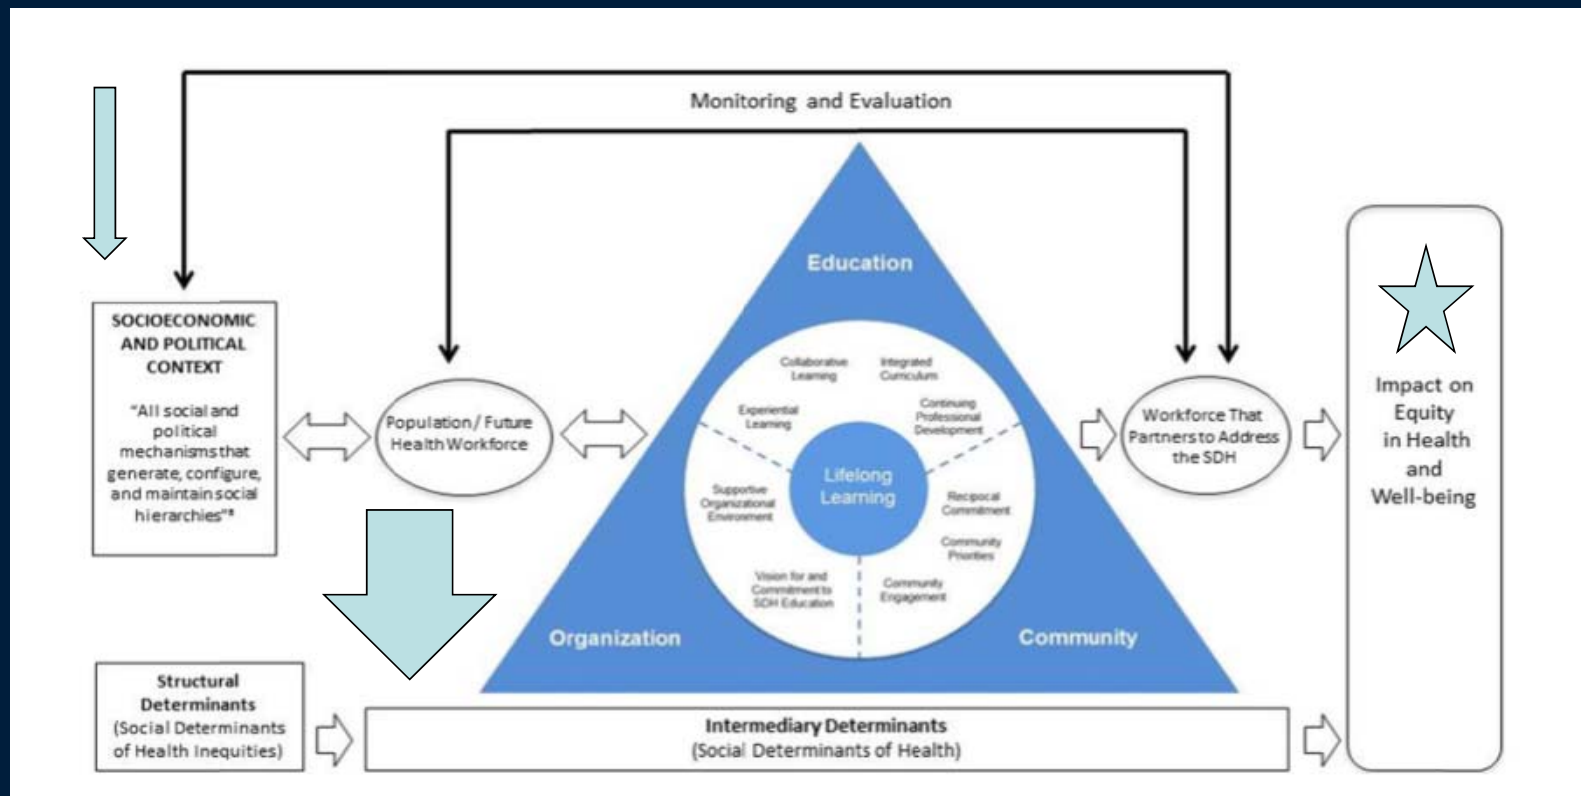 Monitoring and Evaluation
SOCIOECONOMIC
AND POLITICAL
CONTEXT
"All social and
political
mechanisms that
generate, configure,
and maintain social
hierarchies"⁸
Population / Future
Health Workforce
Education
Collaborative
Learning
Integrated
Curriculum
Experiential
Learning
Continuing
Professional
Development
Lifelong
Learning
Supportive
Organizational
Environment
Reciprocal
Commitment
Community
Priorities
Vision for and
Commitment to
SDH Education
Community
Engagement
Organization
Community
Workforce That
Partners to Address
the SDH
Impact on
Equity
in Health
and
Well-being
Structural
Determinants
(Social Determinants
of Health Inequities)
Intermediary Determinants
(Social Determinants of Health)